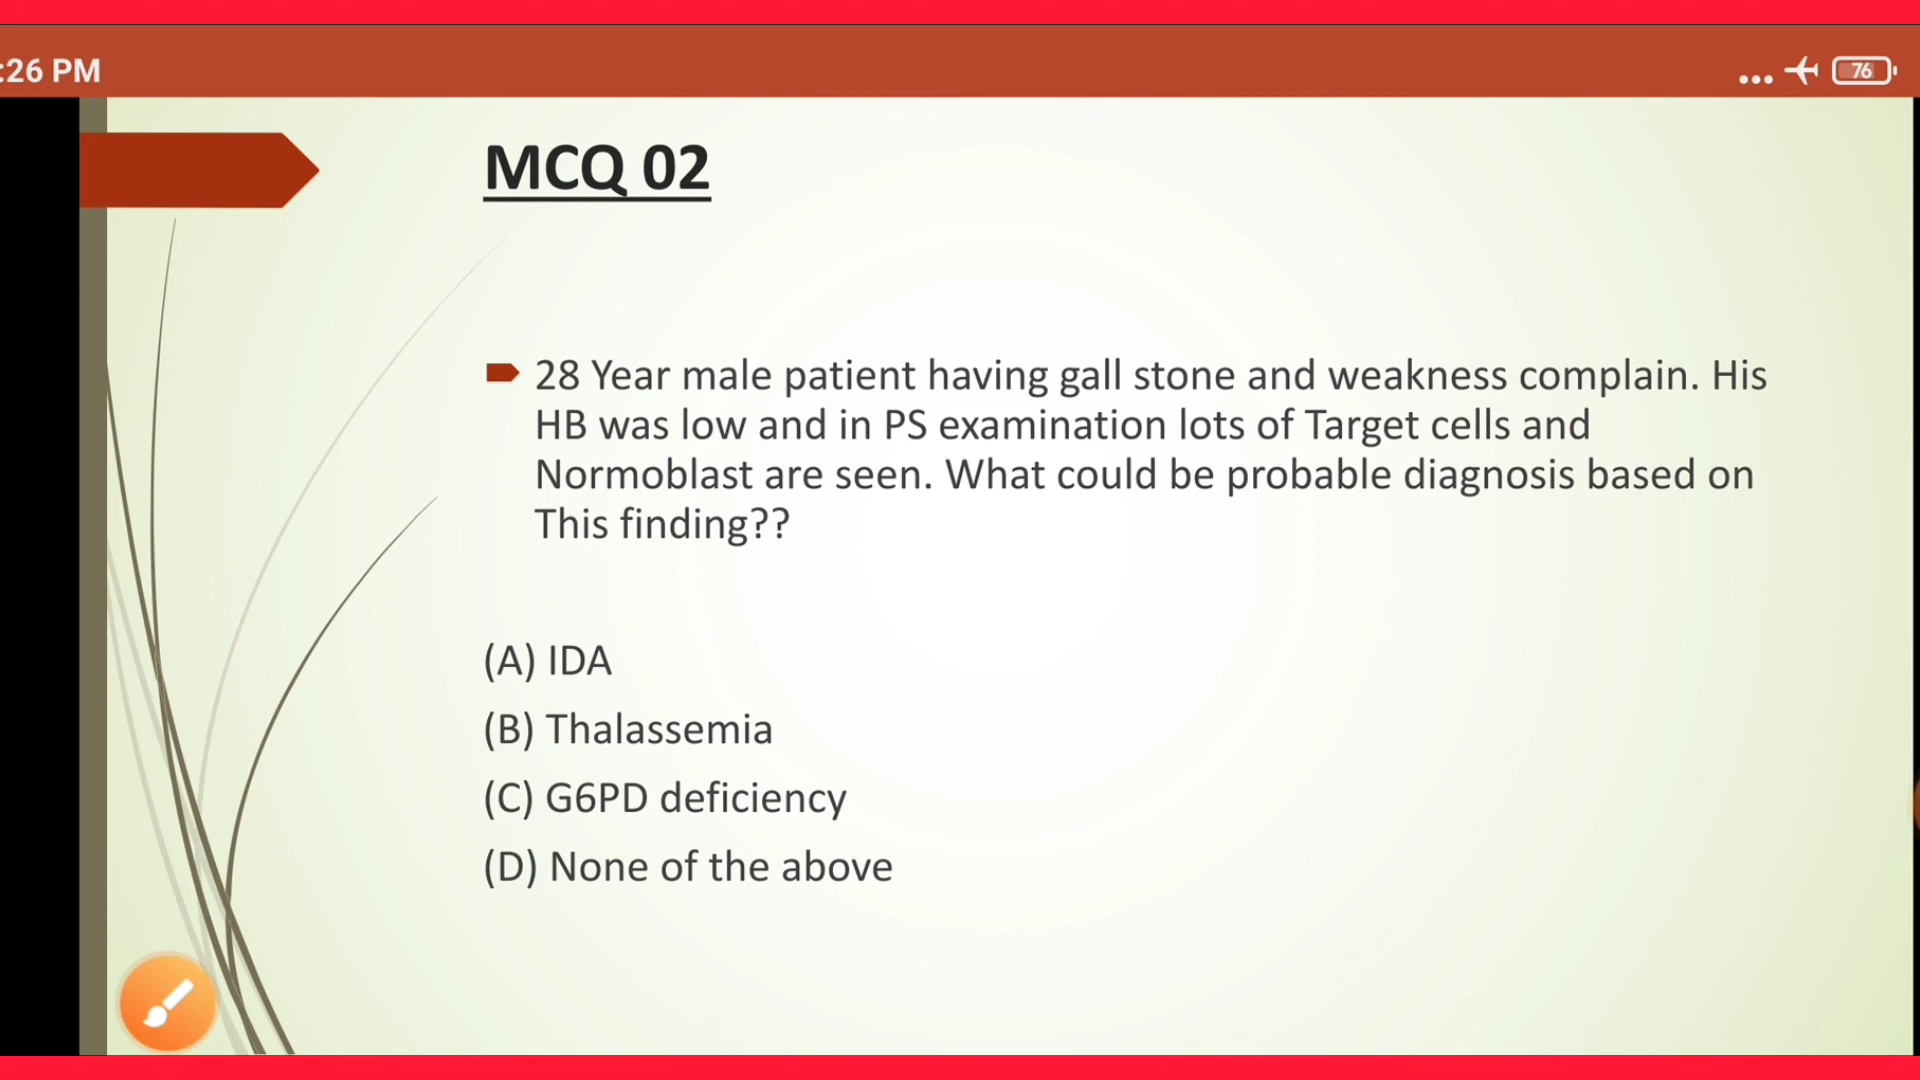 :26 PM
76
MCQ 02
28 Year male patient having gall stone and weakness complain. His
HB was low and in PS examination lots of Target cells and
Normoblast are seen. What could be probable diagnosis based on
This finding??
(A) IDA
(B) Thalassemia
(C) G6PD deficiency
(D) None of the above